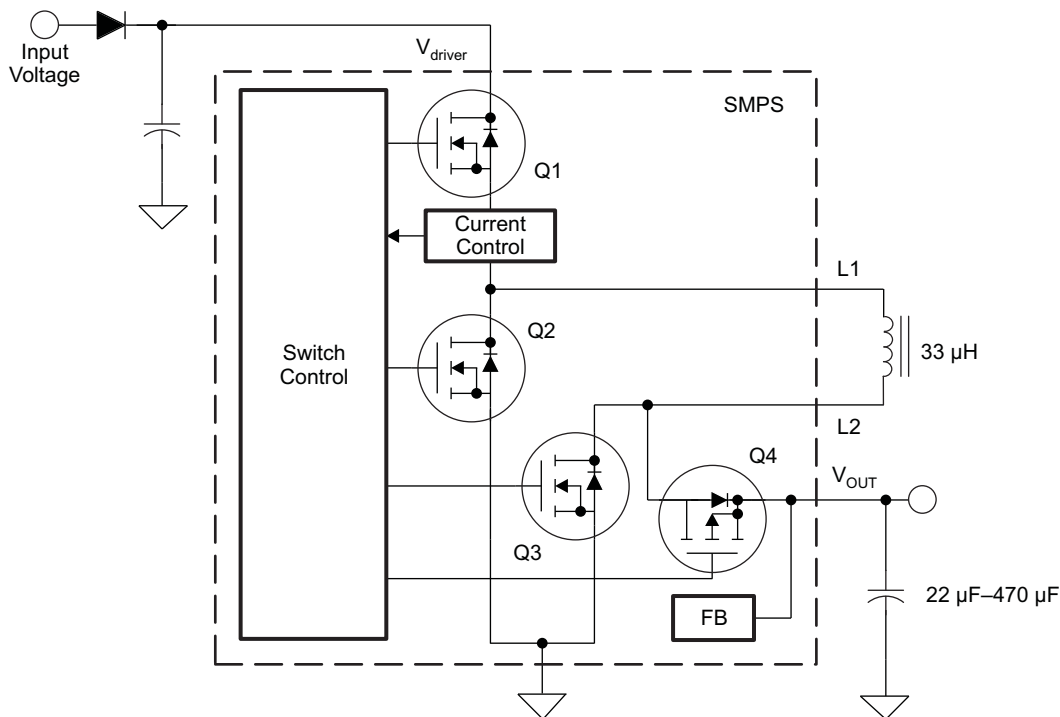 Input
Voltage
V_driver
SMPS
Q1
Current
Control
L1
Q2
Switch
Control
33 µH
L2
Q4
V_OUT
Q3
FB
22 µF–470 µF